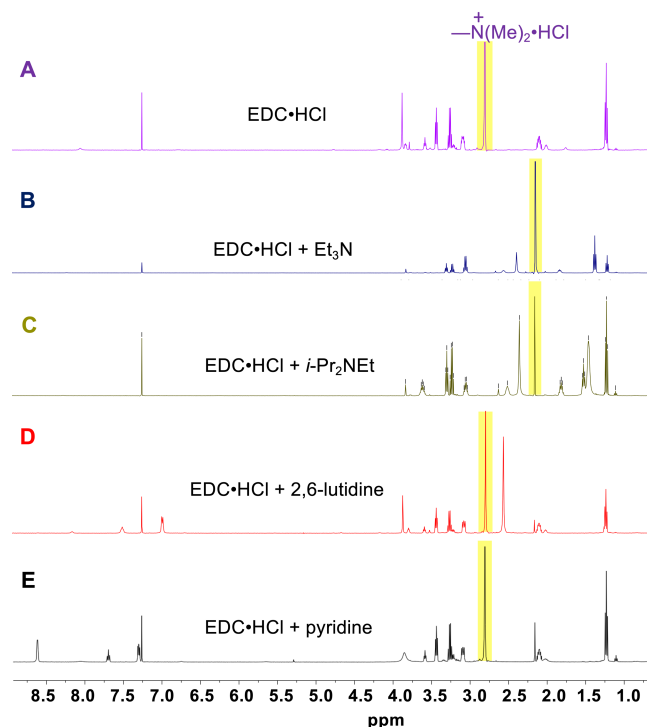 +
—N(Me)₂•HCl
A
EDC•HCl
B
EDC•HCl + Et₃N
C
EDC•HCl + i-Pr₂NEt
D
EDC•HCl + 2,6-lutidine
E
EDC•HCl + pyridine
8.5 8.0 7.5 7.0 6.5 6.0 5.5 5.0 4.5 4.0 3.5 3.0 2.5 2.0 1.5 1.0
ppm